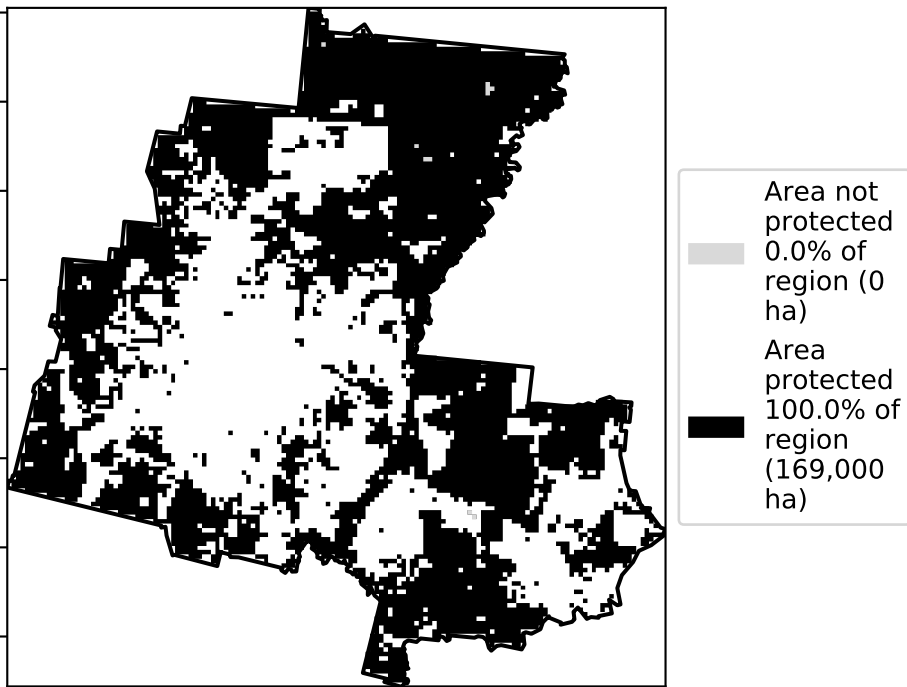 Area not
protected
0.0% of
region (0
ha)
Area
protected
100.0% of
region
(169,000
ha)